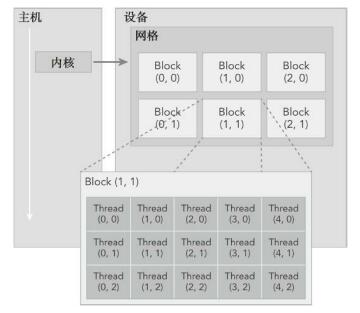 主机
设备
网格
内核
Block Block Block
(0, 0) (1, 0) (2, 0)
Block Block Block
(0, 1) (1, 1) (2, 1)
Block (1, 1)
Thread Thread Thread Thread Thread
(0, 0) (1, 0) (2, 0) (3, 0) (4, 0)
Thread Thread Thread Thread Thread
(0, 1) (1, 1) (2, 1) (3, 1) (4, 1)
Thread Thread Thread Thread Thread
(0, 2) (1, 2) (2, 2) (3, 2) (4, 2)